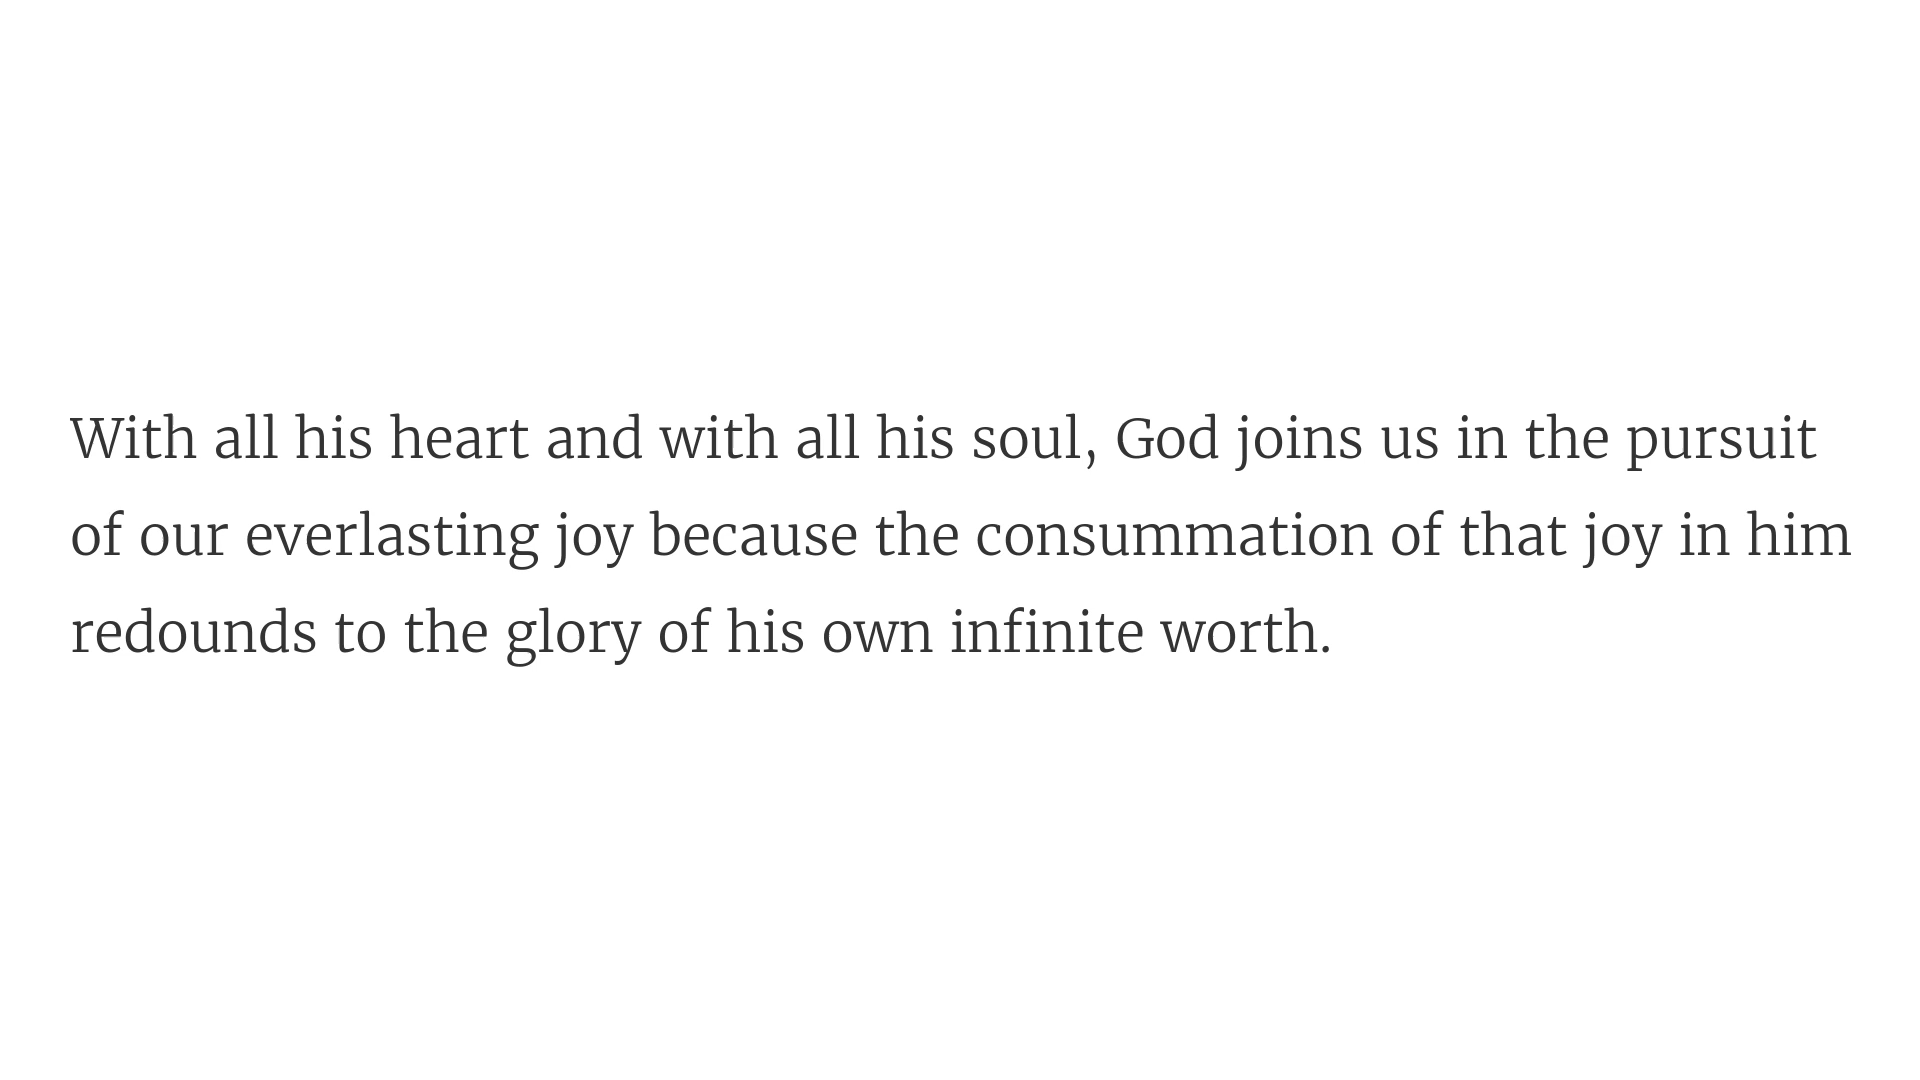 With all his heart and with all his soul, God joins us in the pursuit
of our everlasting joy because the consummation of that joy in him
redounds to the glory of his own infinite worth.